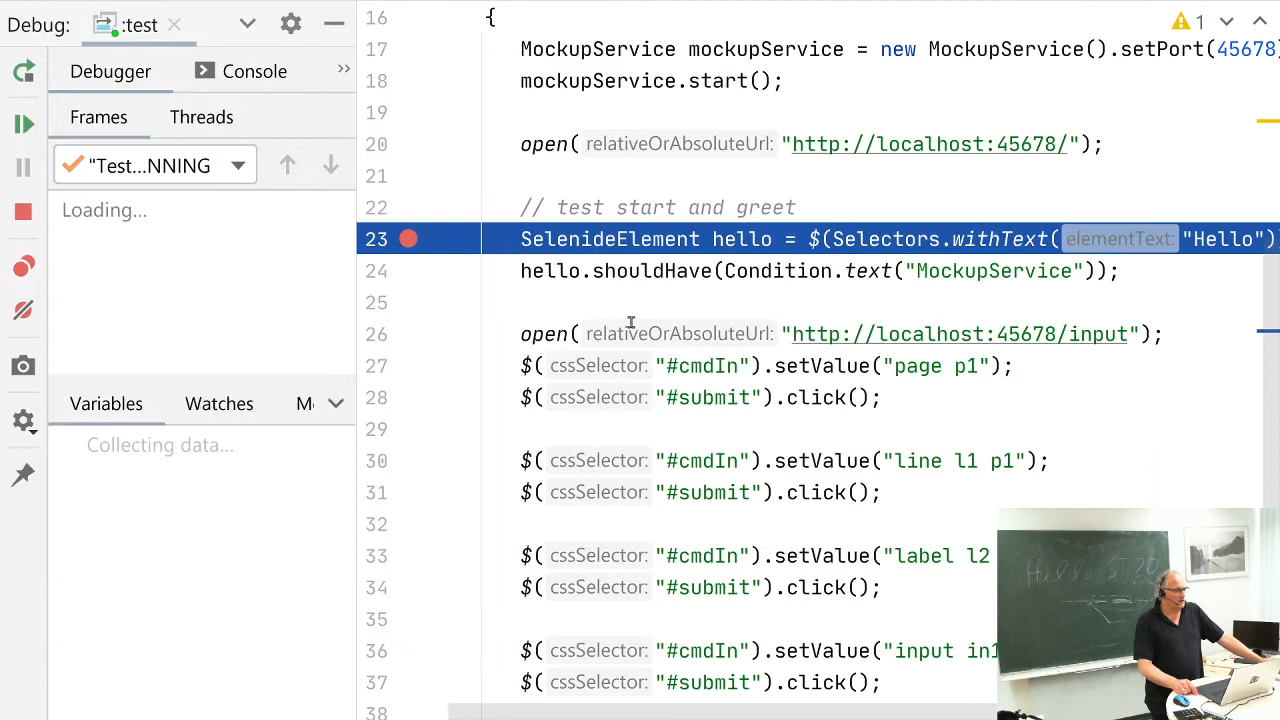 Debug: :test
Debugger Console »
Frames Threads
"Test...NNING
Loading...
Variables Watches
Collecting data...
1
16 {
17 MockupService mockupService = new MockupService().setPort(45678
18 mockupService.start();
19
20 open( relativeOrAbsoluteUrl: "http://localhost:45678/");
21
22 // test start and greet
23 SelenideElement hello = $(Selectors.withText( elementText: "Hello")
24 hello.shouldHave(Condition.text("MockupService"));
25
26 open( relativeOrAbsoluteUrl: "http://localhost:45678/input");
27 $( cssSelector: "#cmdIn").setValue("page p1");
28 $( cssSelector: "#submit").click();
29
30 $( cssSelector: "#cmdIn").setValue("line l1 p1");
31 $( cssSelector: "#submit").click();
32
33 $( cssSelector: "#cmdIn").setValue("label l2
34 $( cssSelector: "#submit").click();
35
36 $( cssSelector: "#cmdIn").setValue("input in1
37 $( cssSelector: "#submit").click();
38
Hello ST 20